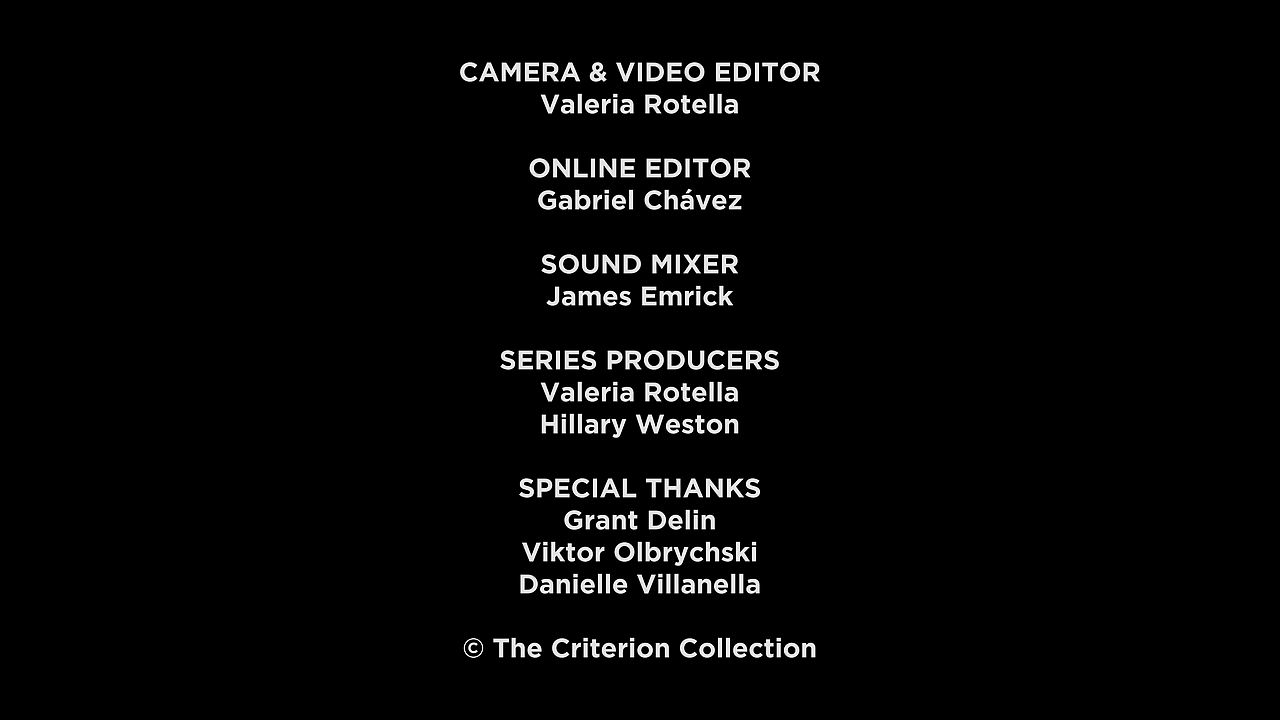 CAMERA & VIDEO EDITOR
Valeria Rotella
ONLINE EDITOR
Gabriel Chávez
SOUND MIXER
James Emrick
SERIES PRODUCERS
Valeria Rotella
Hillary Weston
SPECIAL THANKS
Grant Delin
Viktor Olbrychski
Danielle Villanella
© The Criterion Collection